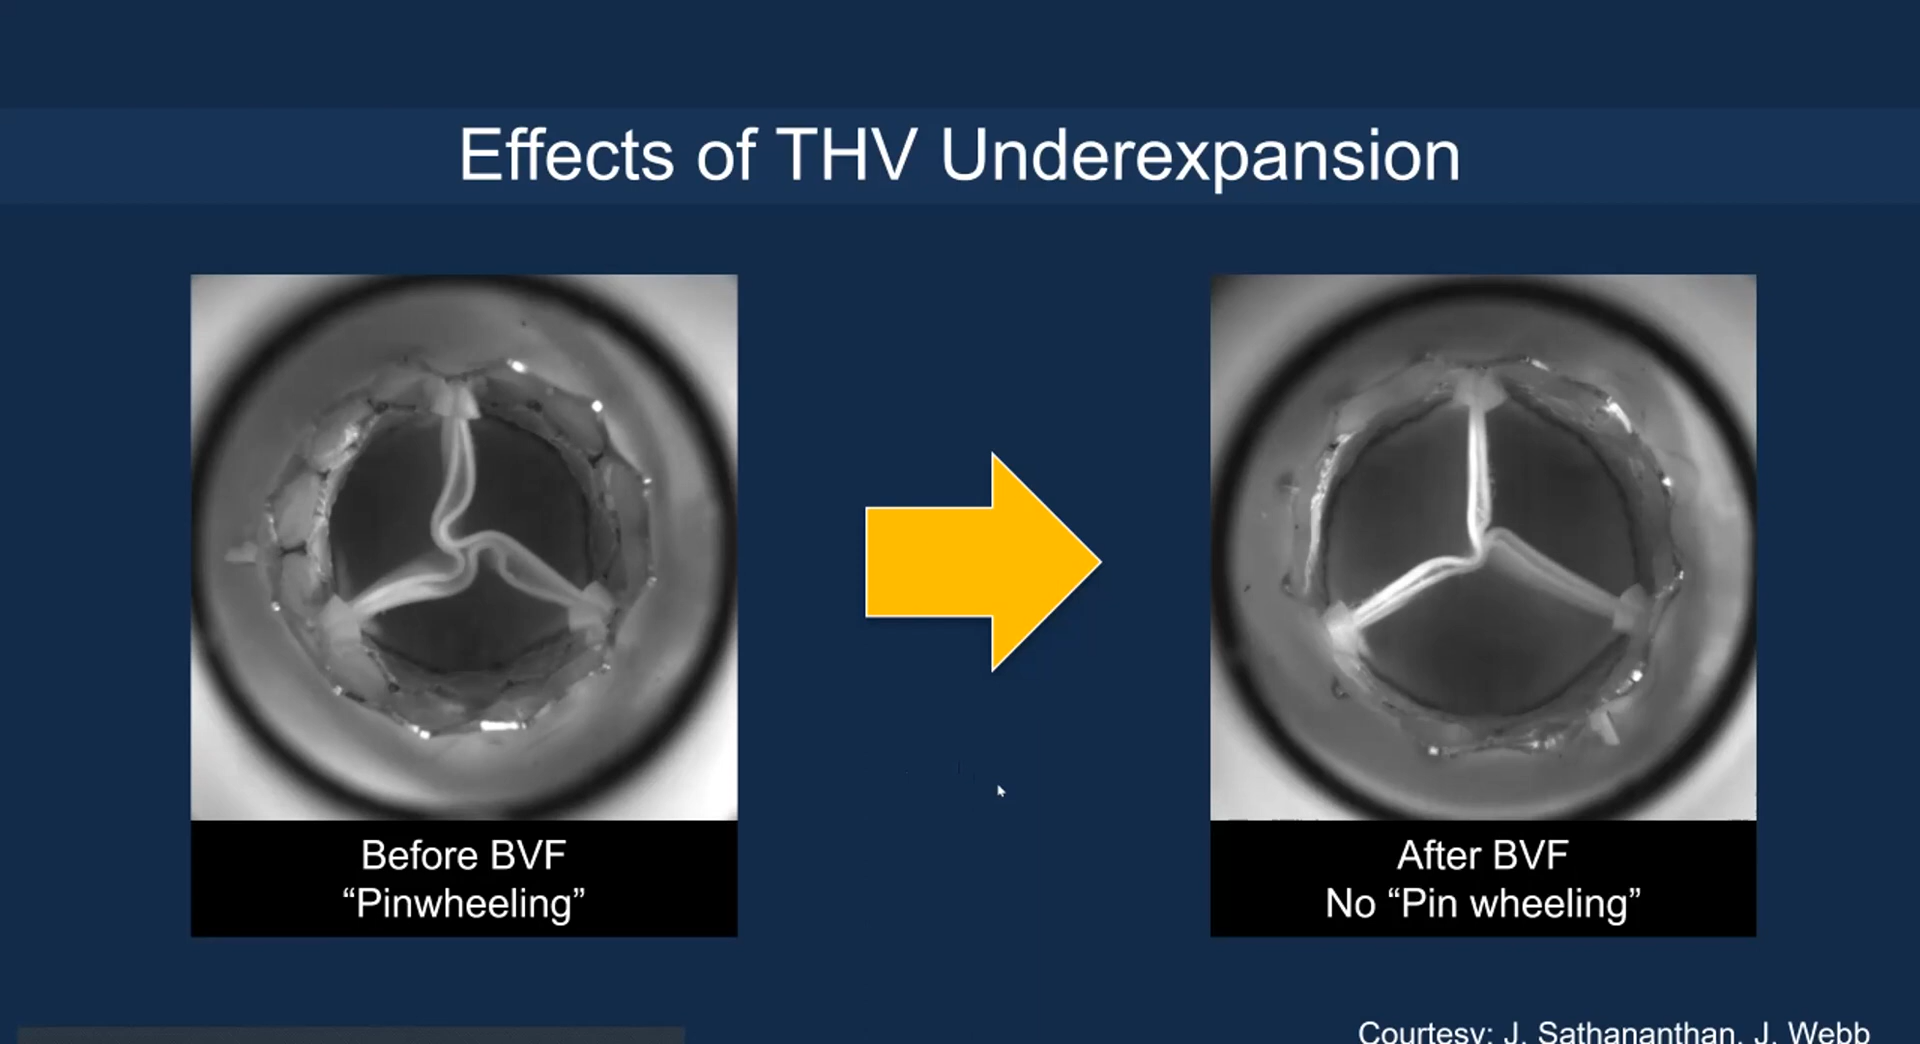 Effects of THV Underexpansion
Before BVF
“Pinwheeling”
After BVF
No “Pin wheeling”
Courtesy: J. Sathananthan, J. Webb